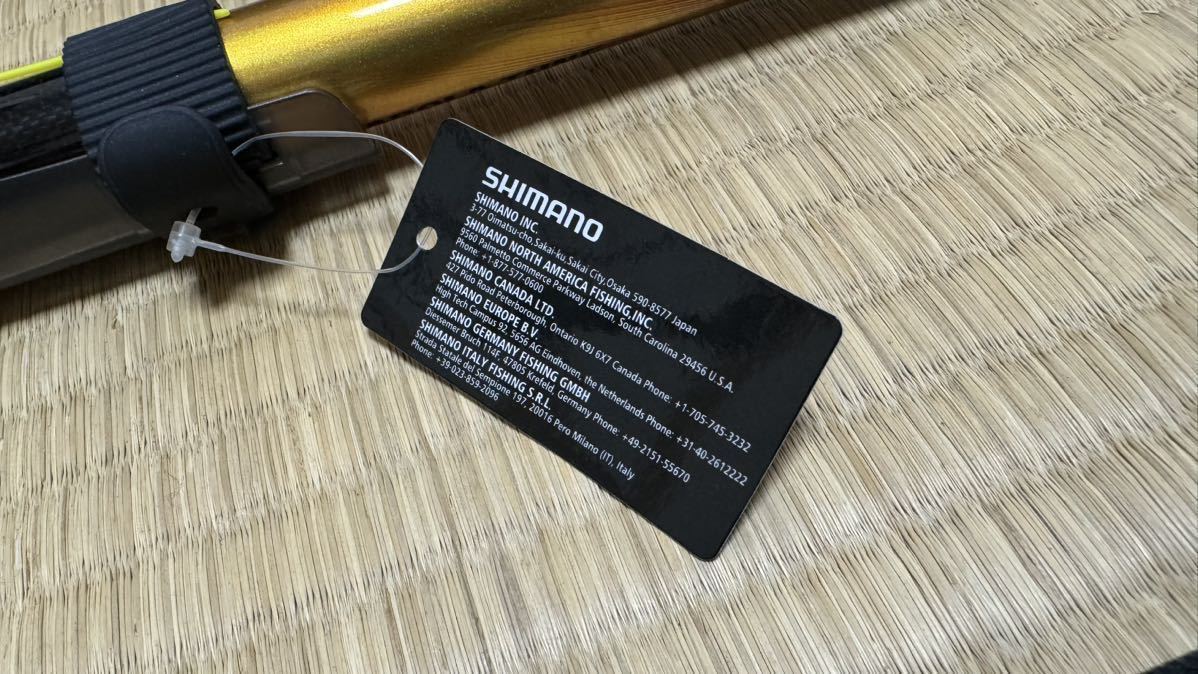 SHIMANO
SHIMANO INC.
3-77 Oimatsu-cho,Sakai-ku,Sakai City,Osaka 590-8577 Japan
SHIMANO NORTH AMERICA FISHING,INC.
9560 Palmetto Commerce Parkway Ladson, South Carolina 29456 U.S.A.
Phone: +1-877-577-0600
SHIMANO CANADA LTD.
427 Pido Road Peterborough, Ontario K9J 6X7 Canada Phone: +1-705-745-3232
SHIMANO EUROPE B.V.
High Tech Campus 92, 5656 AG Eindhoven, the Netherlands Phone: +31-40-2612222
SHIMANO GERMANY FISHING GMBH
Diessemer Bruch 114F, 47805 Krefeld, Germany Phone: +49-2151-55670
SHIMANO ITALY FISHING S.R.L.
Strada Statale del Sempione 197, 20016 Pero Milano (IT), Italy
Phone: +39-023-859-2096